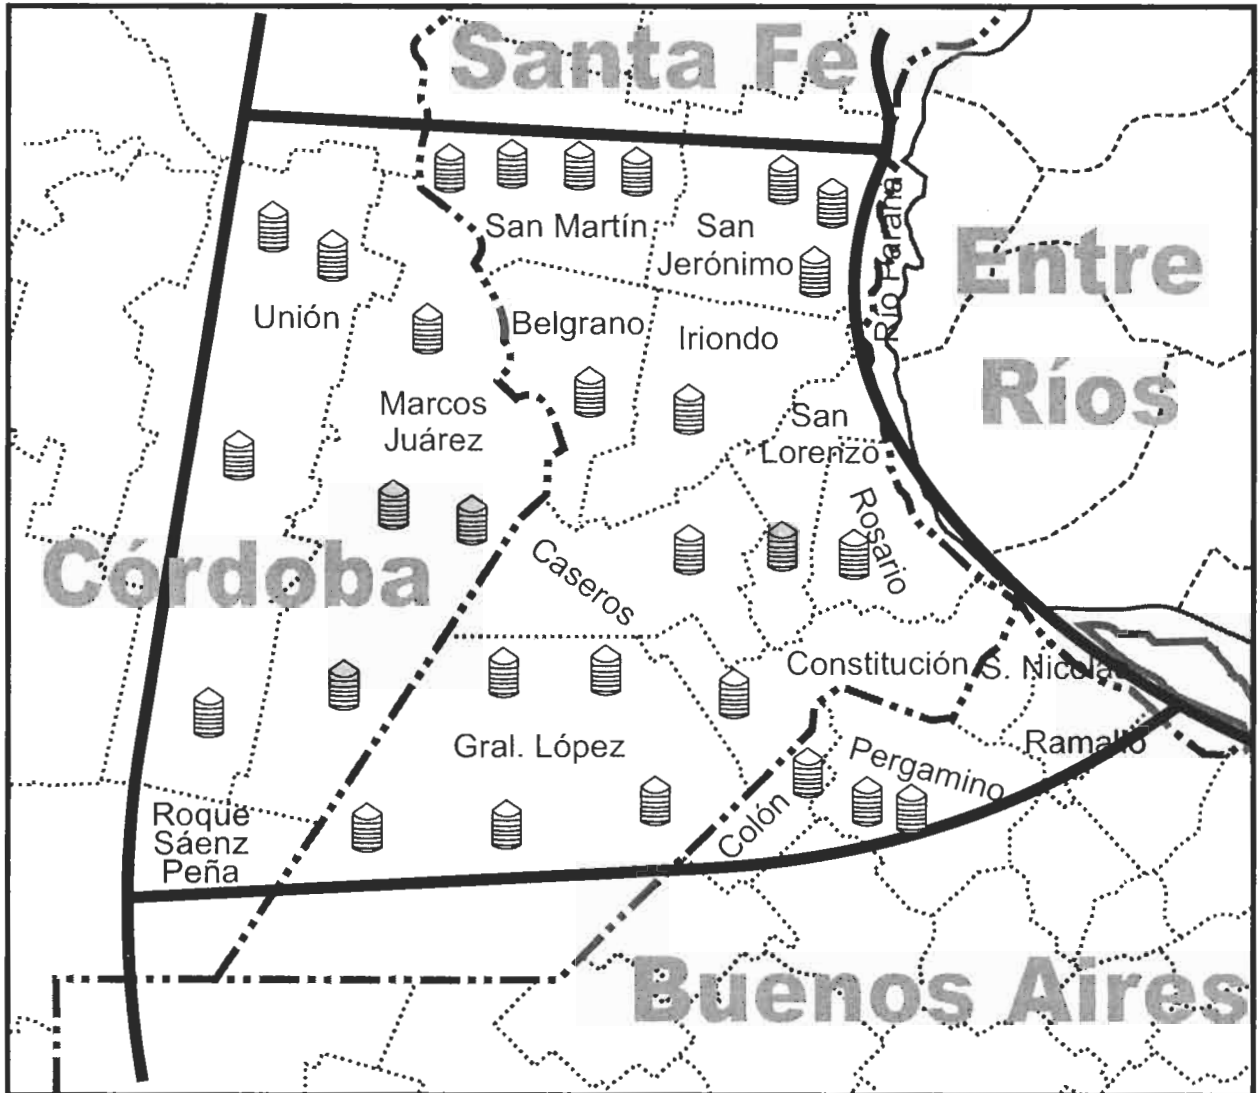 Santa Fe
San Martín
San
Jerónimo
Río Paraná
Entre
Ríos
Unión
Belgrano
Iriondo
Marcos
Juárez
San
Lorenzo
Rosario
Córdoba
Caseros
Constitución
S. Nicolá
Gral. López
Pergamino
Ramallo
Colón
Roque
Sáenz
Peña
Buenos Aires